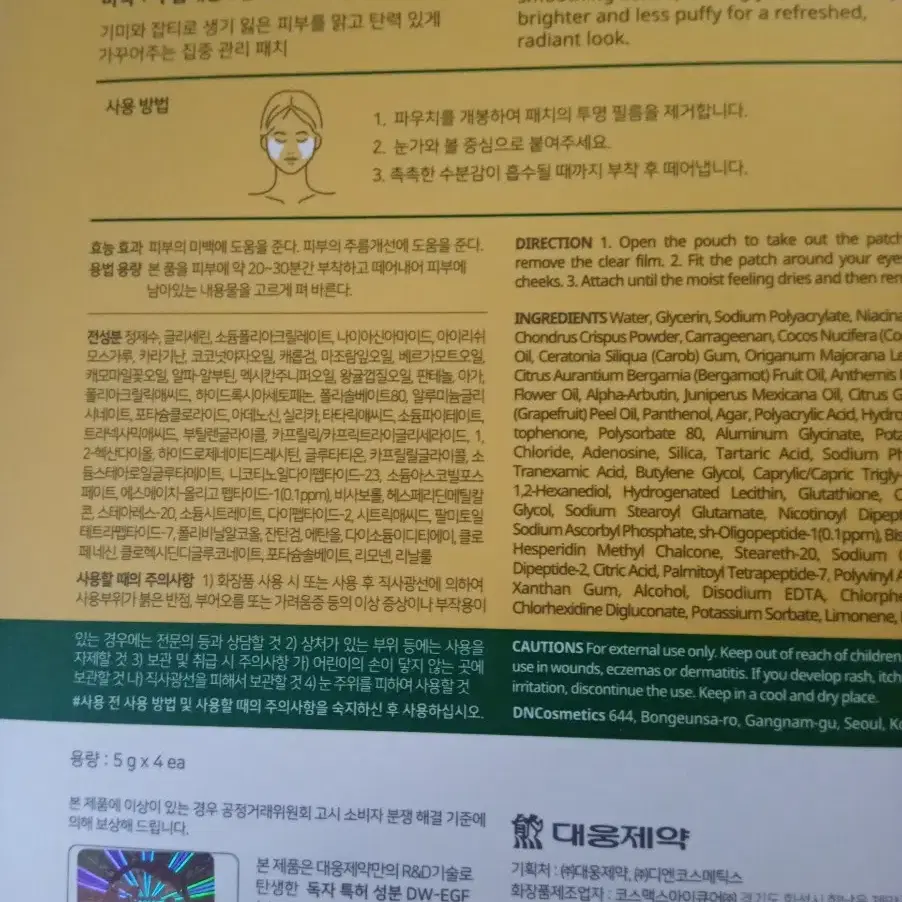 기미와 잡티로 생기 잃은 피부를 맑고 탄력 있게
가꾸어주는 집중 관리 패치
brighter and less puffy for a refreshed,
radiant look.
사용 방법
1. 파우치를 개봉하여 패치의 투명 필름을 제거합니다.
2. 눈가와 볼 중심으로 붙여주세요.
3. 촉촉한 수분감이 흡수될 때까지 부착 후 떼어냅니다.
효능 효과 피부의 미백에 도움을 준다. 피부의 주름개선에 도움을 준다.
용법 용량 본 품을 피부에 약 20~30분간 부착하고 떼어내어 피부에
남아있는 내용물을 고르게 펴 바른다.
전성분 정제수, 글리세린, 소듐폴리아크릴레이트, 나이아신아마이드, 아이리쉬
모스가루, 카라기난, 코코넛야자오일, 캐롭검, 마조람잎오일, 베르가모트오일,
캐모마일꽃오일, 알파-알부틴, 멕시칸주니퍼오일, 왕귤껍질오일, 판테놀, 아가,
폴리아크릴릭애씨드, 하이드록시아세토페논, 폴리솔베이트80, 알루미늄글리
시네이트, 포타슘클로라이드, 아데노신, 실리카, 타타릭애씨드, 소듐파이테이트,
트라넥사믹애씨드, 부틸렌글라이콜, 카프릴릭/카프릭트라이글리세라이드, 1,
2-헥산다이올, 하이드로제네이티드레시틴, 글루타티온, 카프릴릴글라이콜, 소
듐스테아로일글루타메이트, 니코티노일다이펩타이드-23, 소듐아스코빌포스
페이트, 에스에이치-올리고 펩타이드-1(0.1ppm), 비사보롤, 헤스페리딘메틸칼
콘, 스테아레스-20, 소듐시트레이트, 다이펩타이드-2, 시트릭애씨드, 팔미토일
테트라펩타이드-7, 폴리비닐알코올, 잔탄검, 에탄올, 다이소듐이디티에이, 클로
페네신, 클로헥시딘디글루코네이트, 포타슘솔베이트, 리모넨, 리날룰
사용할 때의 주의사항 1) 화장품 사용 시 또는 사용 후 직사광선에 의하여
사용부위가 붉은 반점, 부어오름 또는 가려움증 등의 이상 증상이나 부작용이
있는 경우에는 전문의 등과 상담할 것 2) 상처가 있는 부위 등에는 사용을
자제할 것 3) 보관 및 취급 시 주의사항 가) 어린이의 손이 닿지 않는 곳에
보관할 것 나) 직사광선을 피해서 보관할 것 4) 눈 주위를 피하여 사용할 것
#사용 전 사용 방법 및 사용할 때의 주의사항을 숙지하신 후 사용하십시오.
DIRECTION 1. Open the pouch to take out the patch
remove the clear film. 2. Fit the patch around your eye
cheeks. 3. Attach until the moist feeling dries and then rem
INGREDIENTS Water, Glycerin, Sodium Polyacrylate, Niacina
Chondrus Crispus Powder, Carrageenan, Cocos Nucifera (Co
Oil, Ceratonia Siliqua (Carob) Gum, Origanum Majorana Le
Citrus Aurantium Bergamia (Bergamot) Fruit Oil, Anthemis
Flower Oil, Alpha-Arbutin, Juniperus Mexicana Oil, Citrus G
(Grapefruit) Peel Oil, Panthenol, Agar, Polyacrylic Acid, Hydro
tophenone, Polysorbate 80, Aluminum Glycinate, Pota
Chloride, Adenosine, Silica, Tartaric Acid, Sodium Ph
Tranexamic Acid, Butylene Glycol, Caprylic/Capric Trigly-
1,2-Hexanediol, Hydrogenated Lecithin, Glutathione, C
Glycol, Sodium Stearoyl Glutamate, Nicotinoyl Dipept
Sodium Ascorbyl Phosphate, sh-Oligopeptide-1(0.1ppm), Bis
Hesperidin Methyl Chalcone, Steareth-20, Sodium
Dipeptide-2, Citric Acid, Palmitoyl Tetrapeptide-7, Polyvinyl A
Xanthan Gum, Alcohol, Disodium EDTA, Chlorphe
Chlorhexidine Digluconate, Potassium Sorbate, Limonene,
CAUTIONS For external use only. Keep out of reach of children
use in wounds, eczemas or dermatitis. If you develop rash, itch
irritation, discontinue the use. Keep in a cool and dry place.
DNCosmetics 644, Bongeunsa-ro, Gangnam-gu, Seoul, Ko
용량 : 5 g x 4 ea
본 제품에 이상이 있는 경우 공정거래위원회 고시 소비자 분쟁 해결 기준에
의해 보상해 드립니다.
본 제품은 대웅제약만의 R&D기술로
탄생한 독자 특허 성분 DW-EGF
熊 대웅제약
기획처 : ㈜대웅제약, ㈜디엔코스메틱스
화장품제조업자 : 코스맥스아이큐어㈜